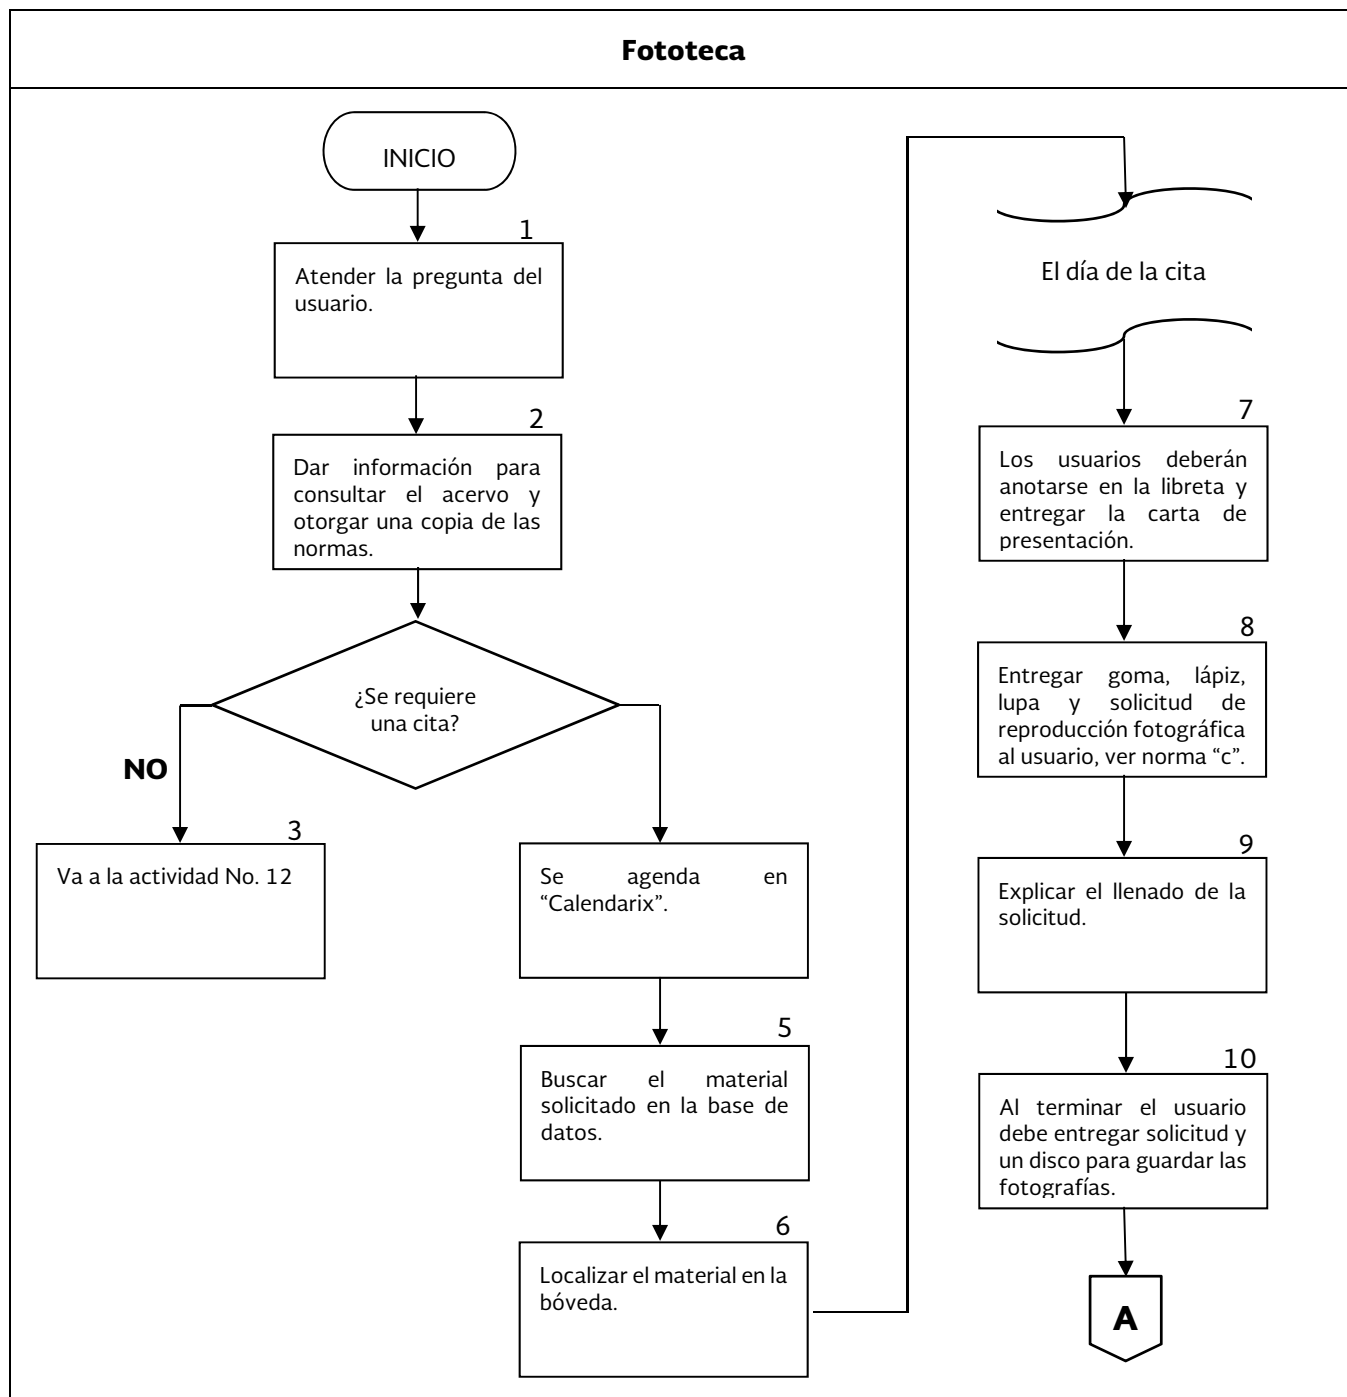 Fototeca
INICIO
1
Atender la pregunta del
usuario.
2
Dar información para
consultar el acervo y
otorgar una copia de las
normas.
¿Se requiere
una cita?
NO
3
Va a la actividad No. 12
Se agenda en
“Calendarix”.
5
Buscar el material
solicitado en la base de
datos.
6
Localizar el material en la
bóveda.
El día de la cita
7
Los usuarios deberán
anotarse en la libreta y
entregar la carta de
presentación.
8
Entregar goma, lápiz,
lupa y solicitud de
reproducción fotográfica
al usuario, ver norma “c”.
9
Explicar el llenado de la
solicitud.
10
Al terminar el usuario
debe entregar solicitud y
un disco para guardar las
fotografías.
A